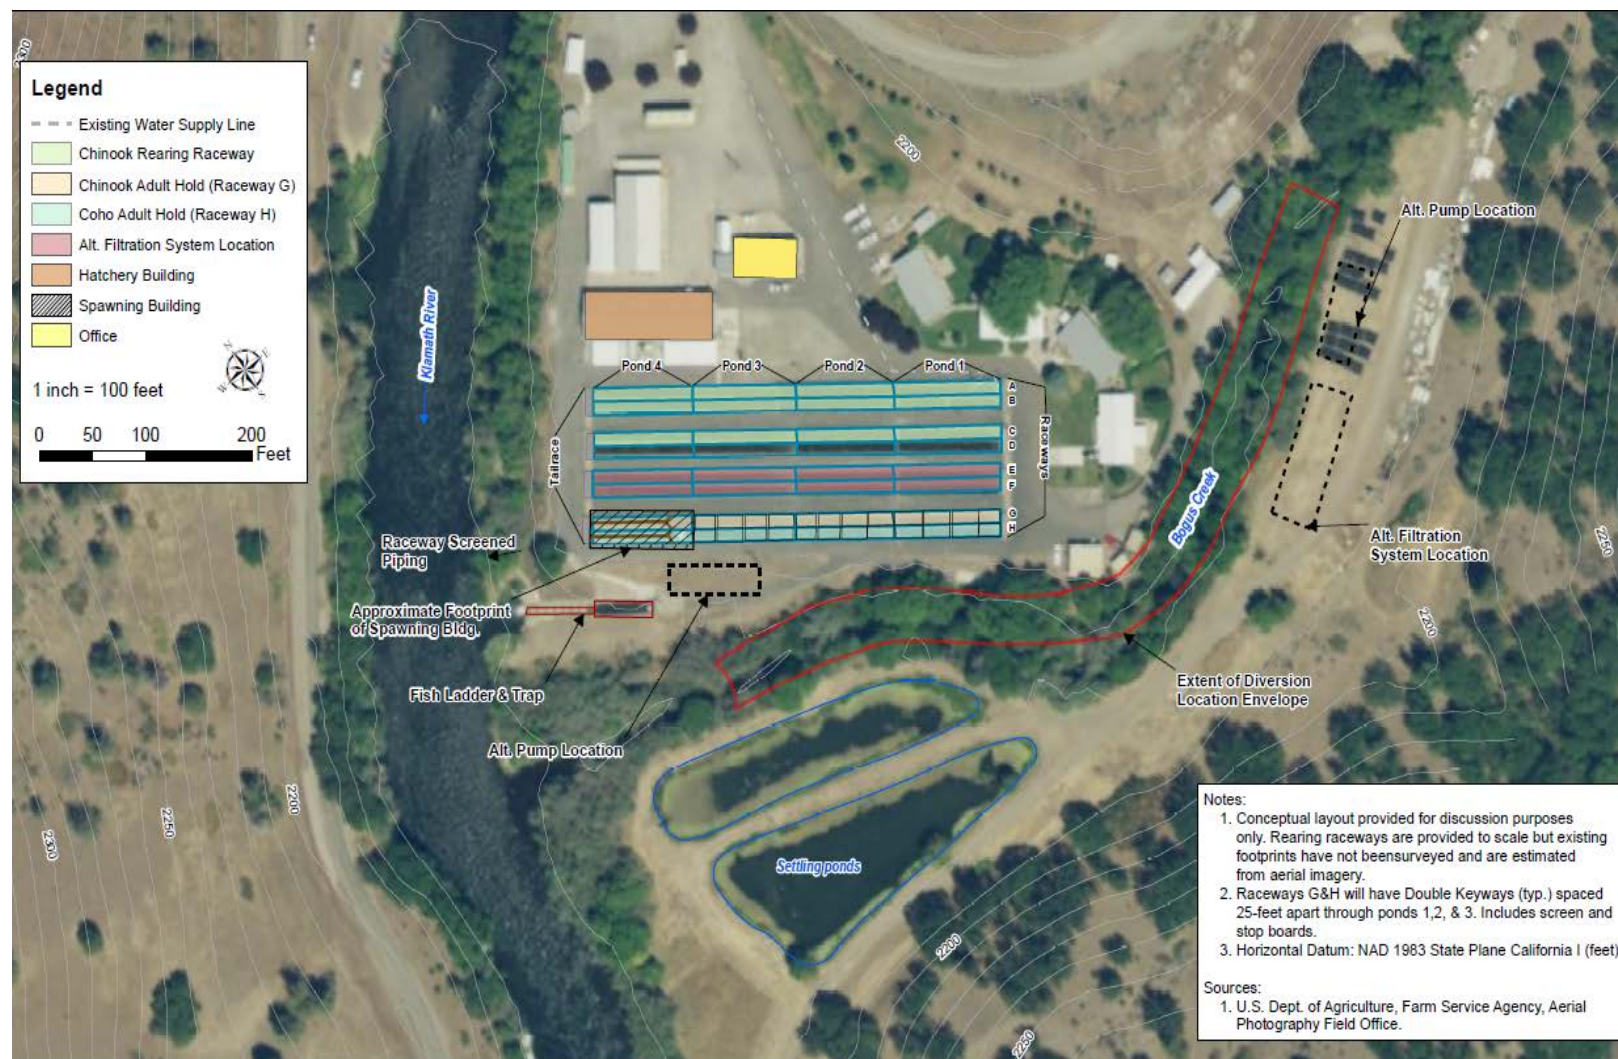 Legend
Existing Water Supply Line
Chinook Rearing Raceway
Chinook Adult Hold (Raceway G)
Coho Adult Hold (Raceway H)
Alt. Filtration System Location
Hatchery Building
Spawning Building
Office
N
E
S
W
1 inch = 100 feet
0 50 100 200
Feet
2300
2200
Klamath River
Alt. Pump Location
Pond 4
Pond 3
Pond 2
Pond 1
A
B
C
D
E
F
G
H
Tailrace
Raceways
Bogus Creek
Alt. Filtration
System Location
2250
2200
Raceway Screened
Piping
Approximate Footprint
of Spawning Bldg.
Fish Ladder & Trap
Alt. Pump Location
Extent of Diversion
Location Envelope
2200
2250
2300
Settling ponds
2200
2250
Notes:
1. Conceptual layout provided for discussion purposes
only. Rearing raceways are provided to scale but existing
footprints have not beensurveyed and are estimated
from aerial imagery.
2. Raceways G&H will have Double Keyways (typ.) spaced
25-feet apart through ponds 1,2, & 3. Includes screen and
stop boards.
3. Horizontal Datum: NAD 1983 State Plane California I (feet)
Sources:
1. U.S. Dept. of Agriculture, Farm Service Agency, Aerial
Photography Field Office.